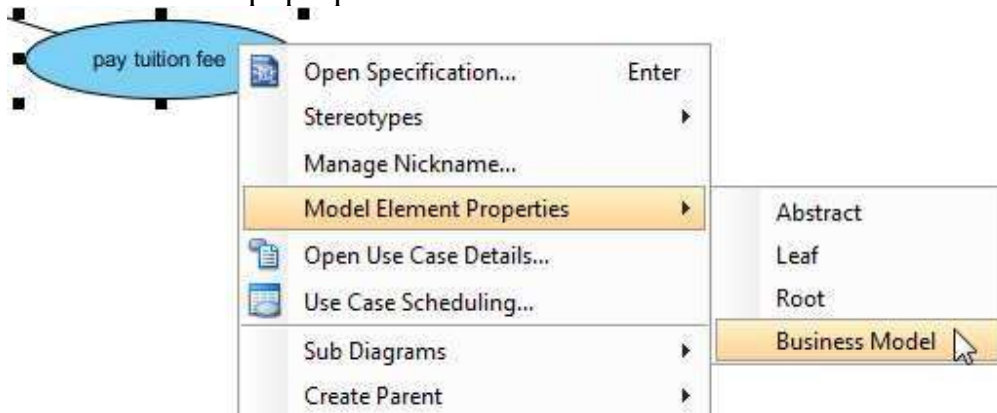 pay tuition fee
Open Specification... Enter
Stereotypes
Manage Nickname...
Model Element Properties
Abstract
Open Use Case Details...
Leaf
Use Case Scheduling...
Root
Sub Diagrams
Business Model
Create Parent